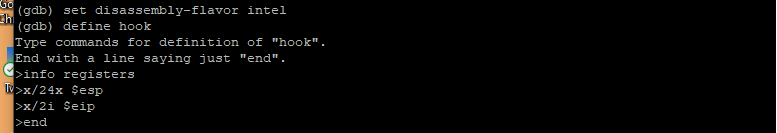 (gdb) set disassembly-flavor intel
(gdb) define hook
Type commands for definition of "hook".
End with a line saying just "end".
>info registers
>x/24x $esp
>x/2i $eip
>end